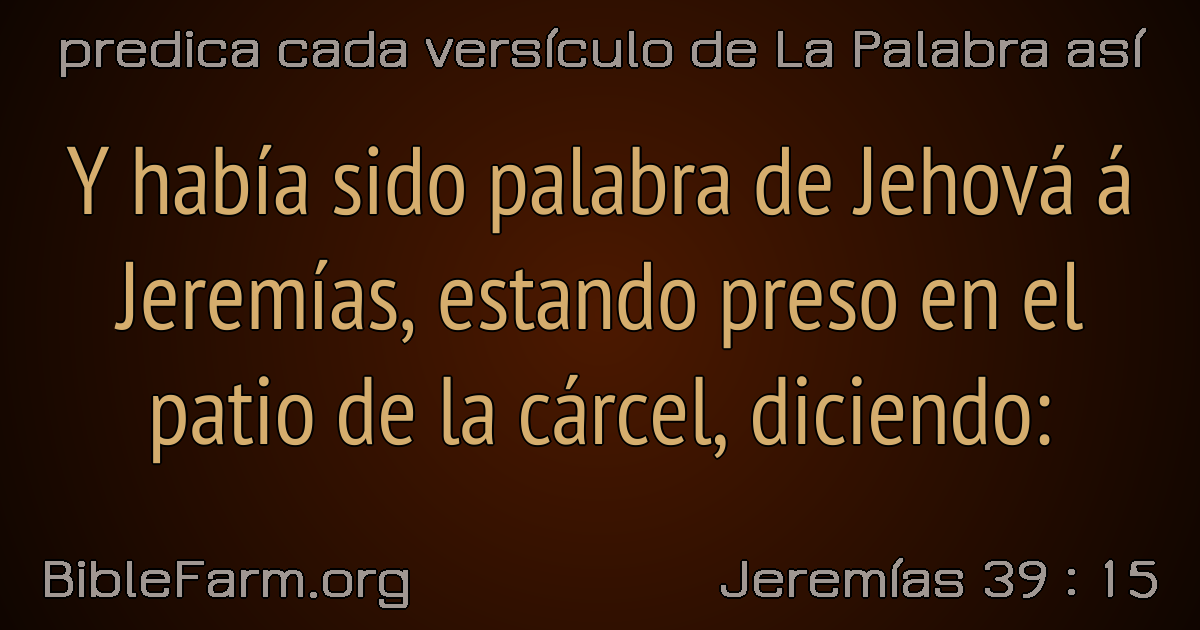 predica cada versículo de La Palabra así
Y había sido palabra de Jehová á
Jeremías, estando preso en el
patio de la cárcel, diciendo:
BibleFarm.org
Jeremías 39 : 15